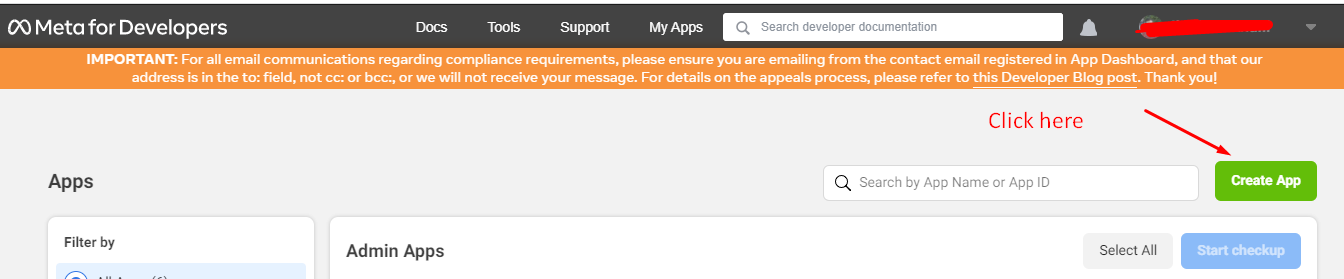 Meta for Developers
Docs
Tools
Support
My Apps
Search developer documentation
IMPORTANT: For all email communications regarding compliance requirements, please ensure you are emailing from the contact email registered in App Dashboard, and that our
address is in the to: field, not cc: or bcc:, or we will not receive your message. For details on the appeals process, please refer to this Developer Blog post. Thank you!
Click here
Apps
Search by App Name or App ID
Create App
Filter by
Admin Apps
Select All
Start checkup